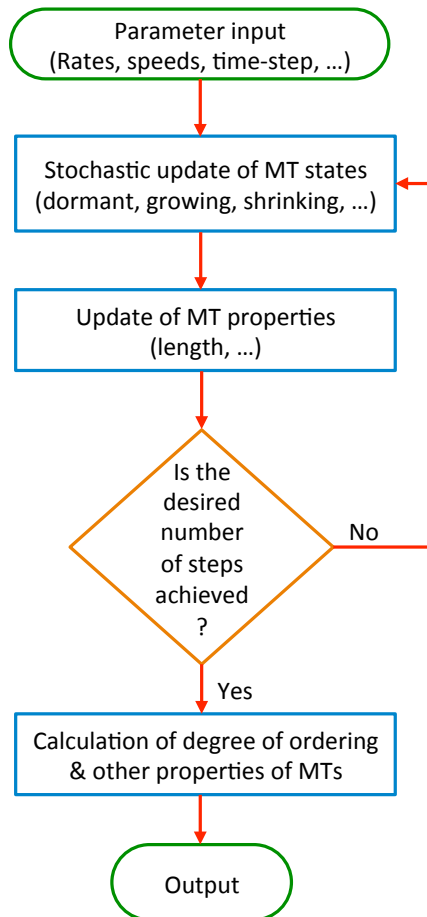 Parameter input
(Rates, speeds, time-step, …)
Stochastic update of MT states
(dormant, growing, shrinking, …)
Update of MT properties
(length, …)
Is the
desired
number
of steps
achieved
?
No
Yes
Calculation of degree of ordering
& other properties of MTs
Output